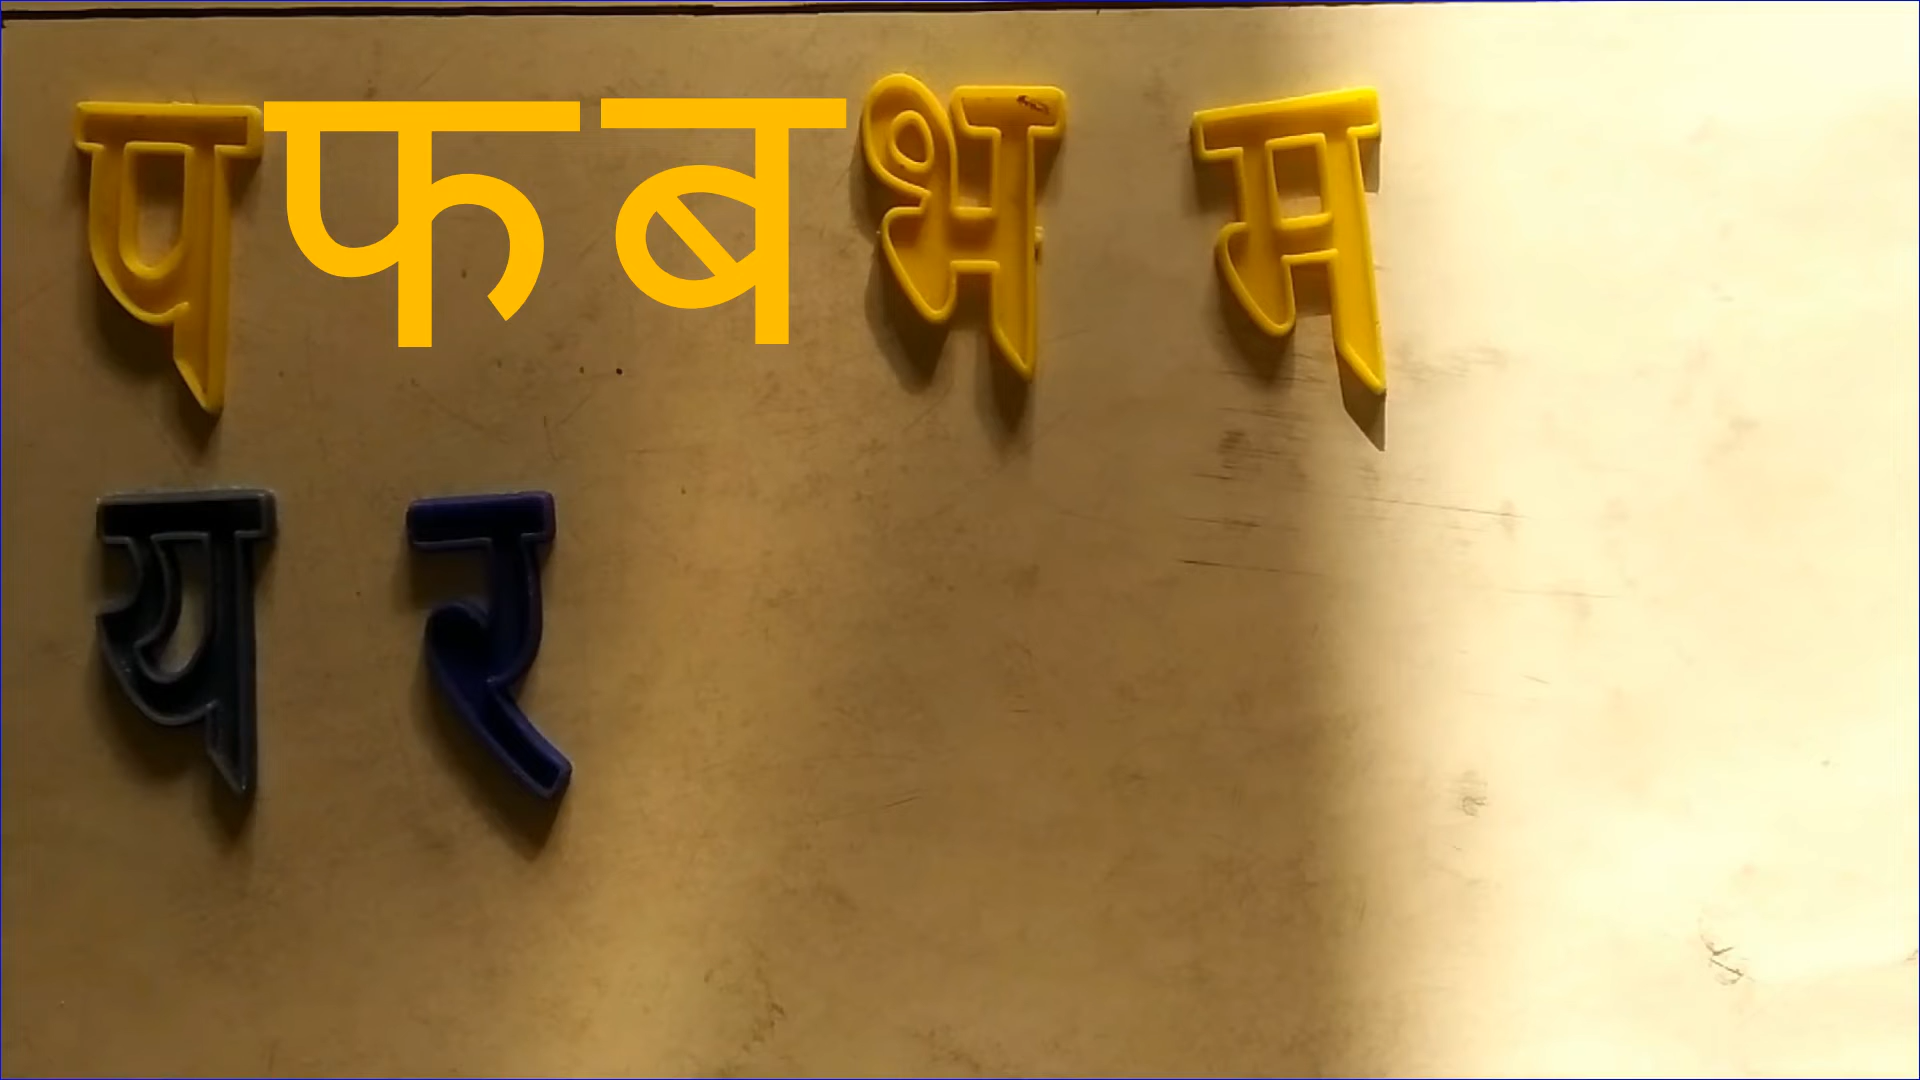 प फ ब भ म
य र